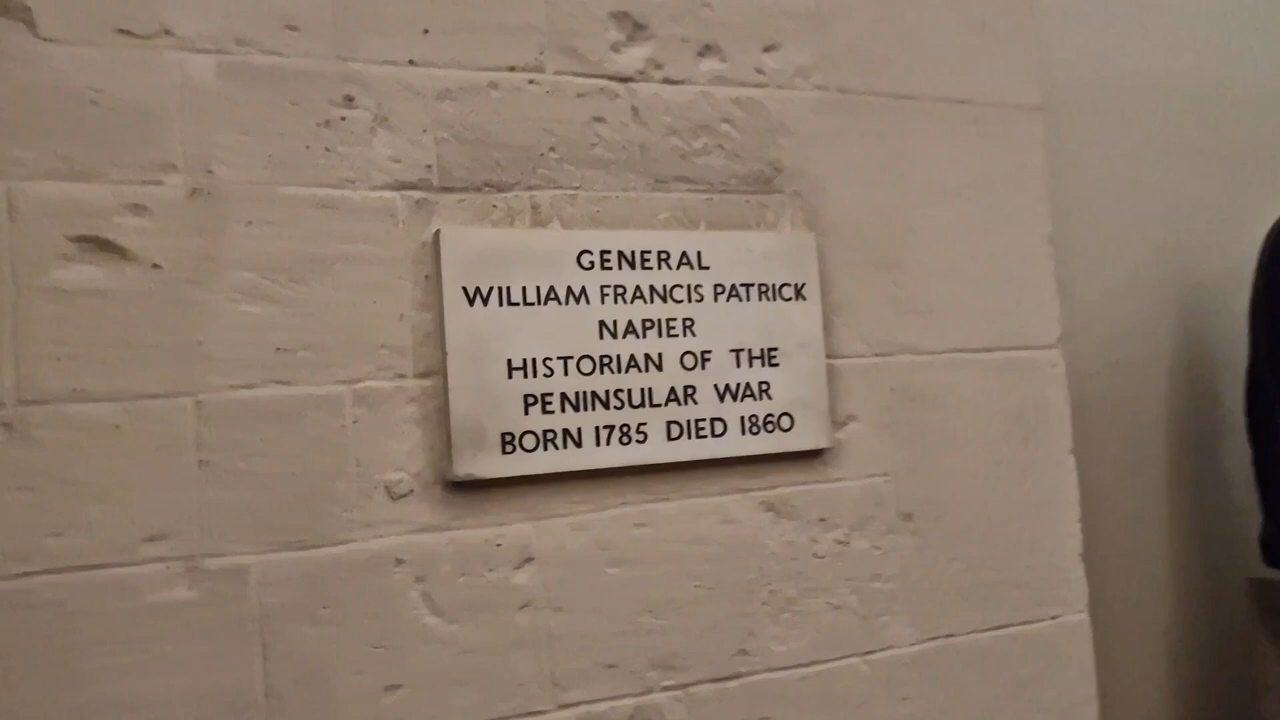 GENERAL
WILLIAM FRANCIS PATRICK
NAPIER
HISTORIAN OF THE
PENINSULAR WAR
BORN 1785 DIED 1860